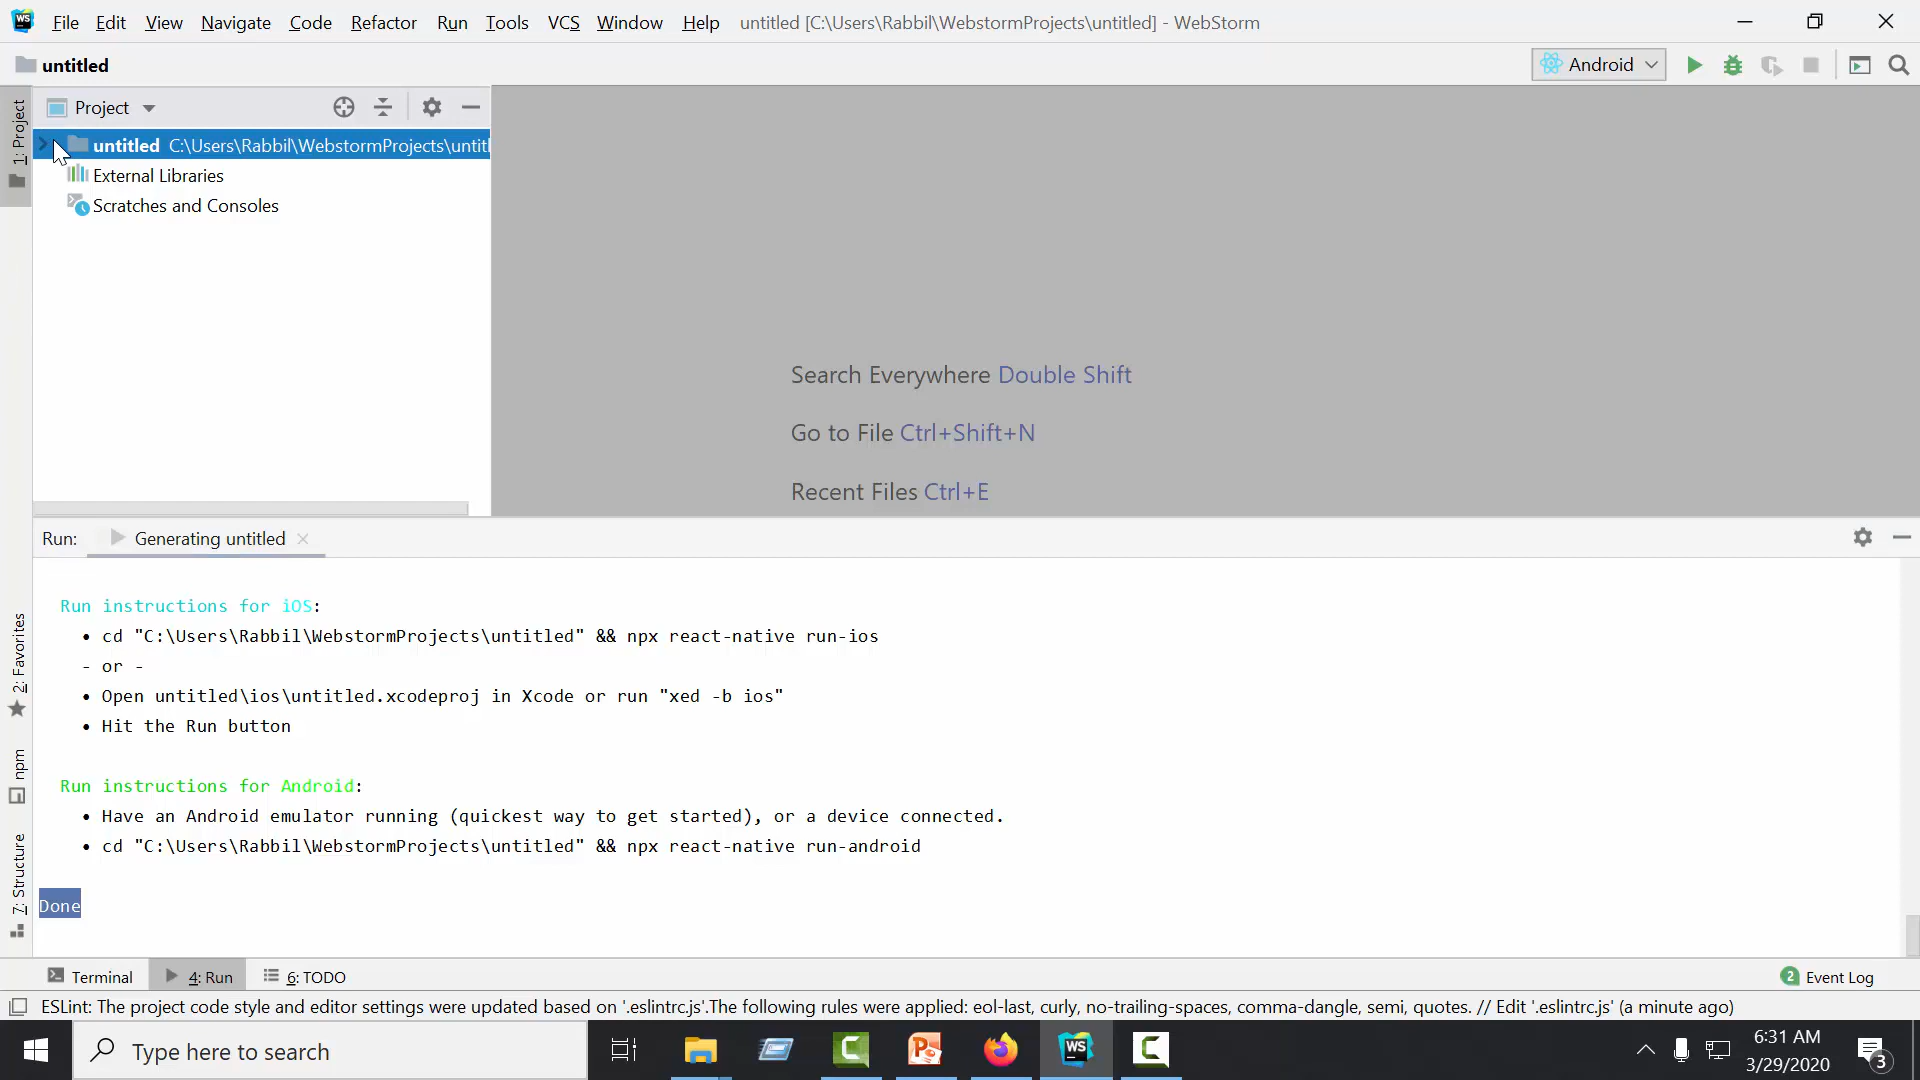 WS File Edit View Navigate Code Refactor Run Tools VCS Window Help untitled [C:\Users\Rabbil\WebstormProjects\untitled] - WebStorm
untitled
Android
1: Project
Project
untitled C:\Users\Rabbil\WebstormProjects\untitl
External Libraries
Scratches and Consoles
Search Everywhere Double Shift
Go to File Ctrl+Shift+N
Recent Files Ctrl+E
Run: Generating untitled
2: Favorites
npm
7: Structure
Run instructions for iOS:
• cd "C:\Users\Rabbil\WebstormProjects\untitled" && npx react-native run-ios
- or -
• Open untitled\ios\untitled.xcodeproj in Xcode or run "xed -b ios"
• Hit the Run button
Run instructions for Android:
• Have an Android emulator running (quickest way to get started), or a device connected.
• cd "C:\Users\Rabbil\WebstormProjects\untitled" && npx react-native run-android
Done
Terminal 4: Run 6: TODO 2 Event Log
ESLint: The project code style and editor settings were updated based on '.eslintrc.js'.The following rules were applied: eol-last, curly, no-trailing-spaces, comma-dangle, semi, quotes. // Edit '.eslintrc.js' (a minute ago)
Type here to search
WS
6:31 AM
3/29/2020
3